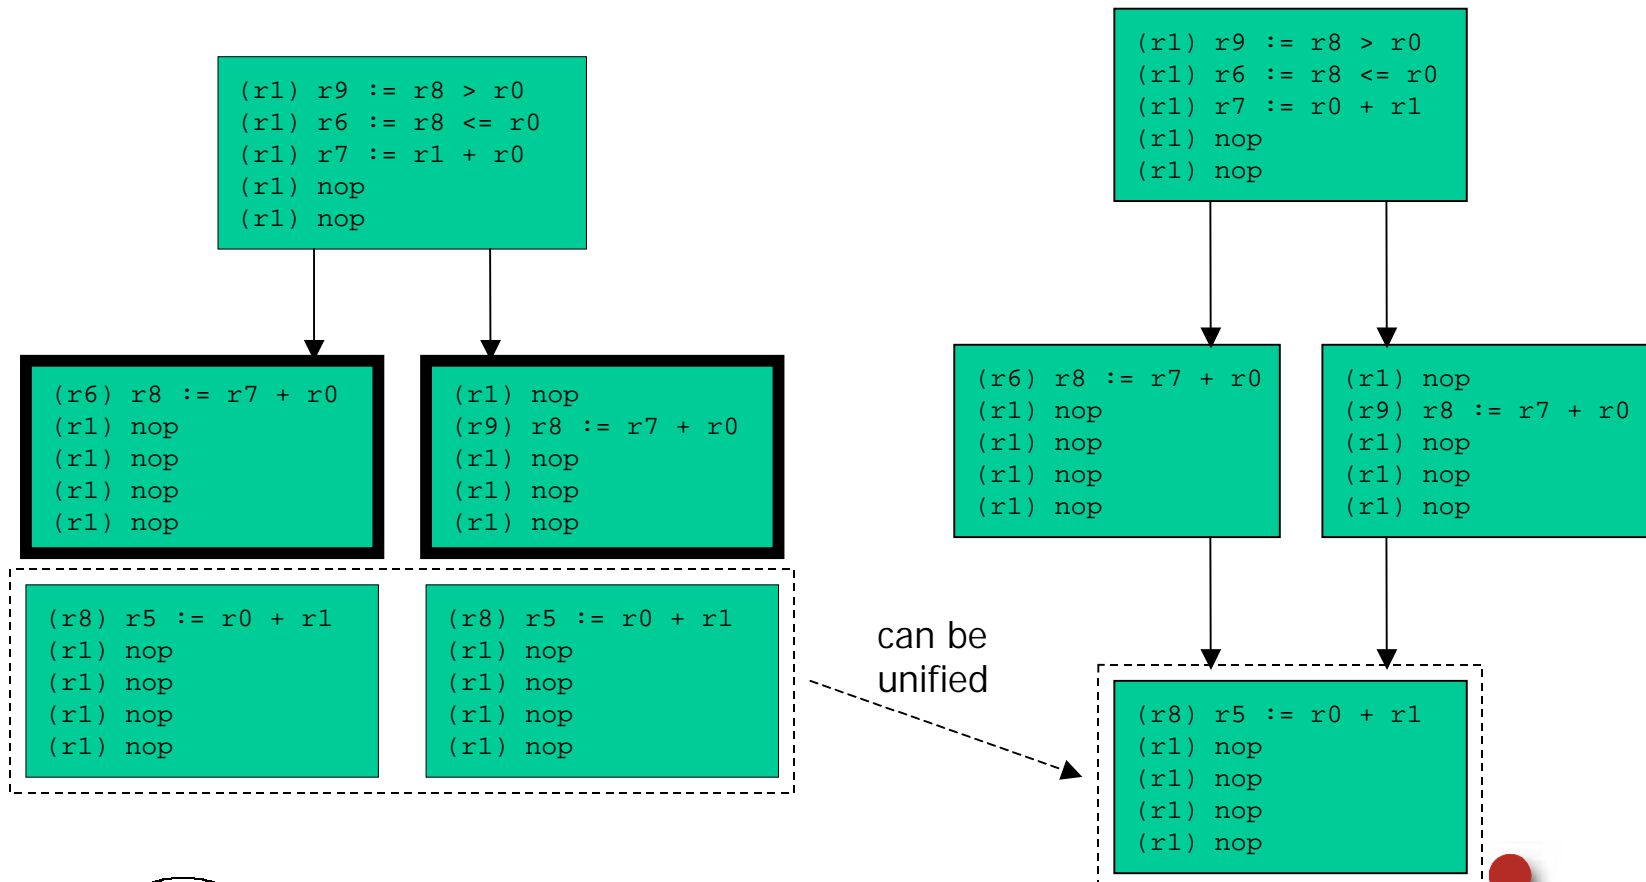 (r1) r9 := r8 > r0
(r1) r6 := r8 <= r0
(r1) r7 := r1 + r0
(r1) nop
(r1) nop
(r6) r8 := r7 + r0
(r1) nop
(r1) nop
(r1) nop
(r1) nop
(r1) nop
(r9) r8 := r7 + r0
(r1) nop
(r1) nop
(r1) nop
(r8) r5 := r0 + r1
(r1) nop
(r1) nop
(r1) nop
(r1) nop
(r8) r5 := r0 + r1
(r1) nop
(r1) nop
(r1) nop
(r1) nop
can be
unified
(r1) r9 := r8 > r0
(r1) r6 := r8 <= r0
(r1) r7 := r0 + r1
(r1) nop
(r1) nop
(r6) r8 := r7 + r0
(r1) nop
(r1) nop
(r1) nop
(r1) nop
(r1) nop
(r9) r8 := r7 + r0
(r1) nop
(r1) nop
(r1) nop
(r8) r5 := r0 + r1
(r1) nop
(r1) nop
(r1) nop
(r1) nop